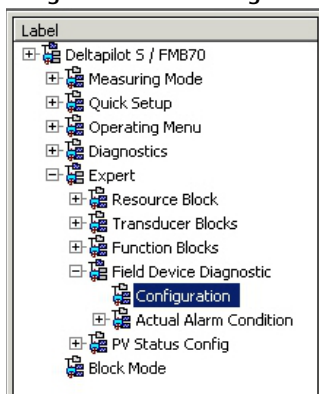 Label
Deltapilot S / FMB70
Measuring Mode
Quick Setup
Operating Menu
Diagnostics
Expert
Resource Block
Transducer Blocks
Function Blocks
Field Device Diagnostic
Configuration
Actual Alarm Condition
PV Status Config
Block Mode